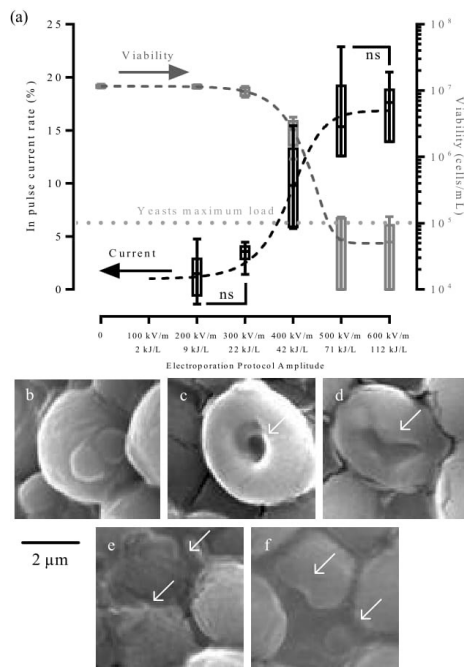 (a)
25
20
15
10
5
0
In pulse current rate (%)
Viability
ns
Yeasts maximum load
Current
ns
10⁸
10⁷
10⁶
10⁵
10⁴
Viability (cells/mL)
0
100 kV/m 200 kV/m 300 kV/m 400 kV/m 500 kV/m 600 kV/m
2 kJ/L 9 kJ/L 22 kJ/L 42 kJ/L 71 kJ/L 112 kJ/L
Electroporation Protocol Amplitude
b
c
d
2 µm
e
f